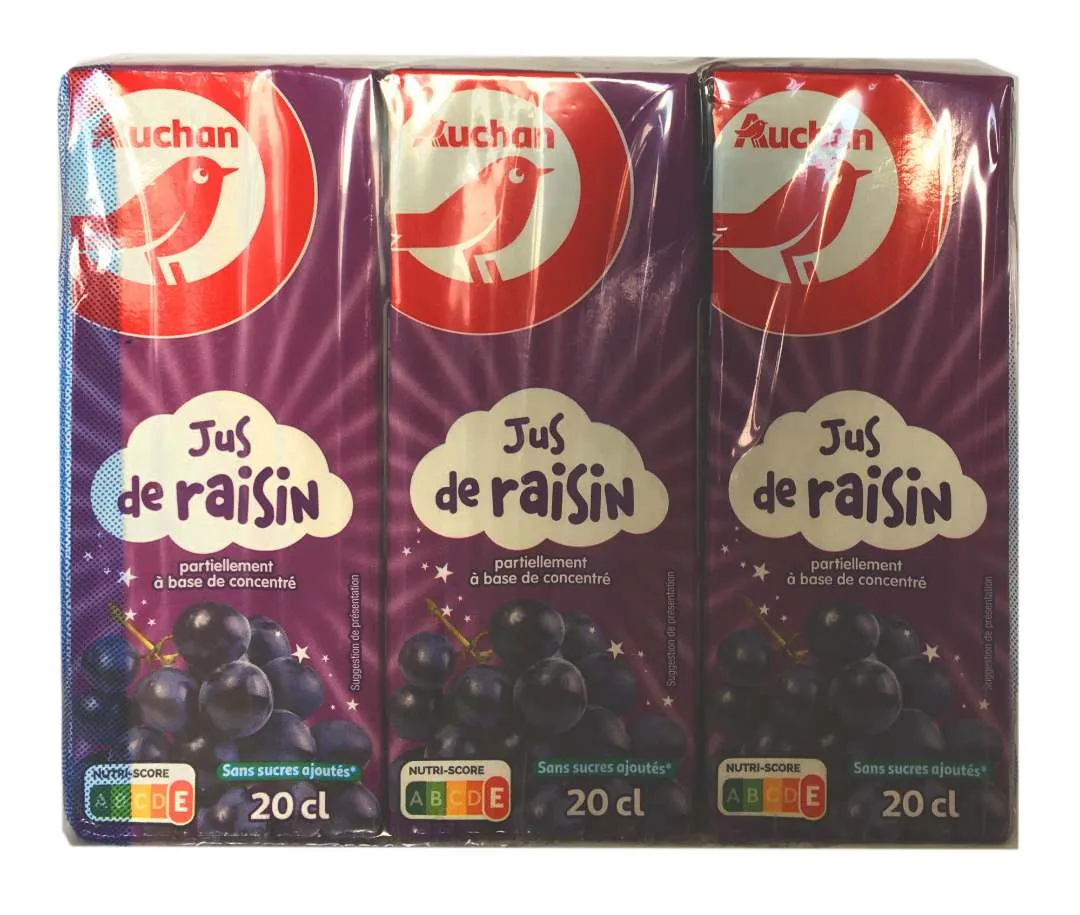 Auchan
Jus
de raisin
partiellement
à base de concentré
Suggestion de présentation
NUTRI-SCORE
A B C D E
Sans sucres ajoutés*
20 cl
Auchan
Jus
de raisin
partiellement
à base de concentré
Suggestion de présentation
NUTRI-SCORE
A B C D E
Sans sucres ajoutés*
20 cl
Auchan
Jus
de raisin
partiellement
à base de concentré
Suggestion de présentation
NUTRI-SCORE
A B C D E
Sans sucres ajoutés*
20 cl